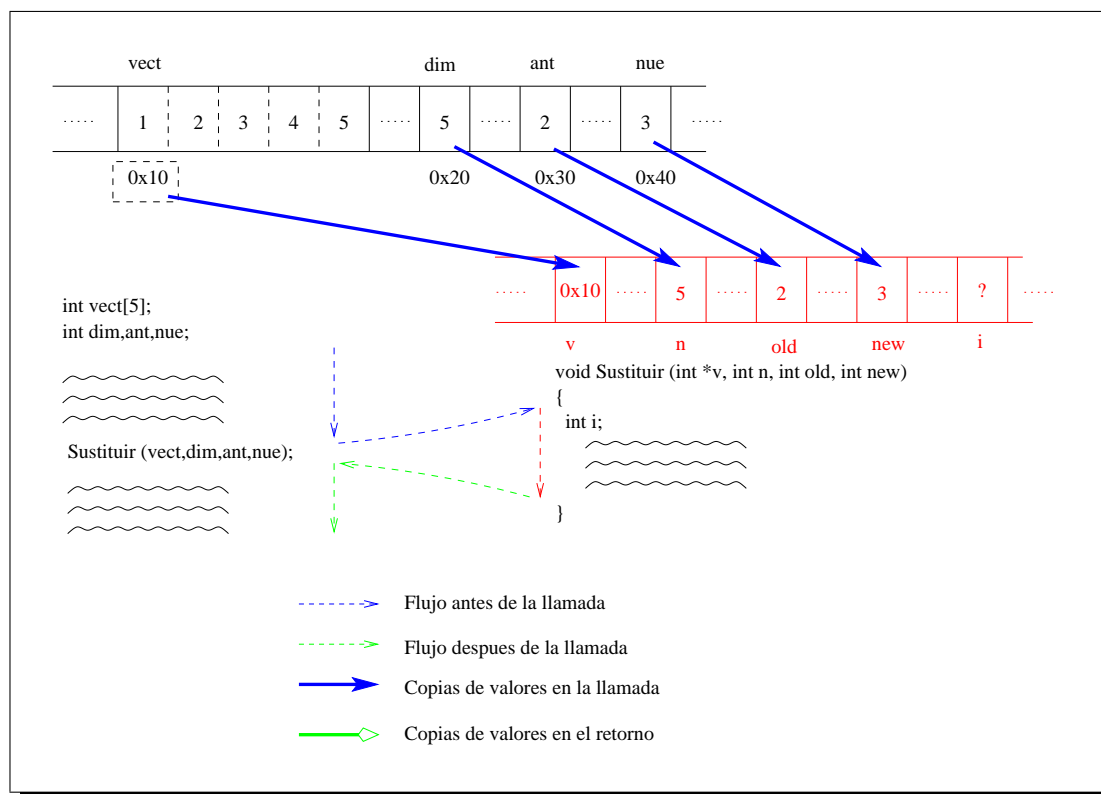 vect dim ant nue
..... 1 2 3 4 5 ..... 5 ..... 2 ..... 3 .....
0x10 0x20 0x30 0x40
..... 0x10 ..... 5 ..... 2 ..... 3 ..... ? .....
v n old new i
int vect[5];
int dim,ant,nue;
Sustituir (vect,dim,ant,nue);
void Sustituir (int *v, int n, int old, int new)
{
int i;
}
Flujo antes de la llamada
Flujo despues de la llamada
Copias de valores en la llamada
Copias de valores en el retorno